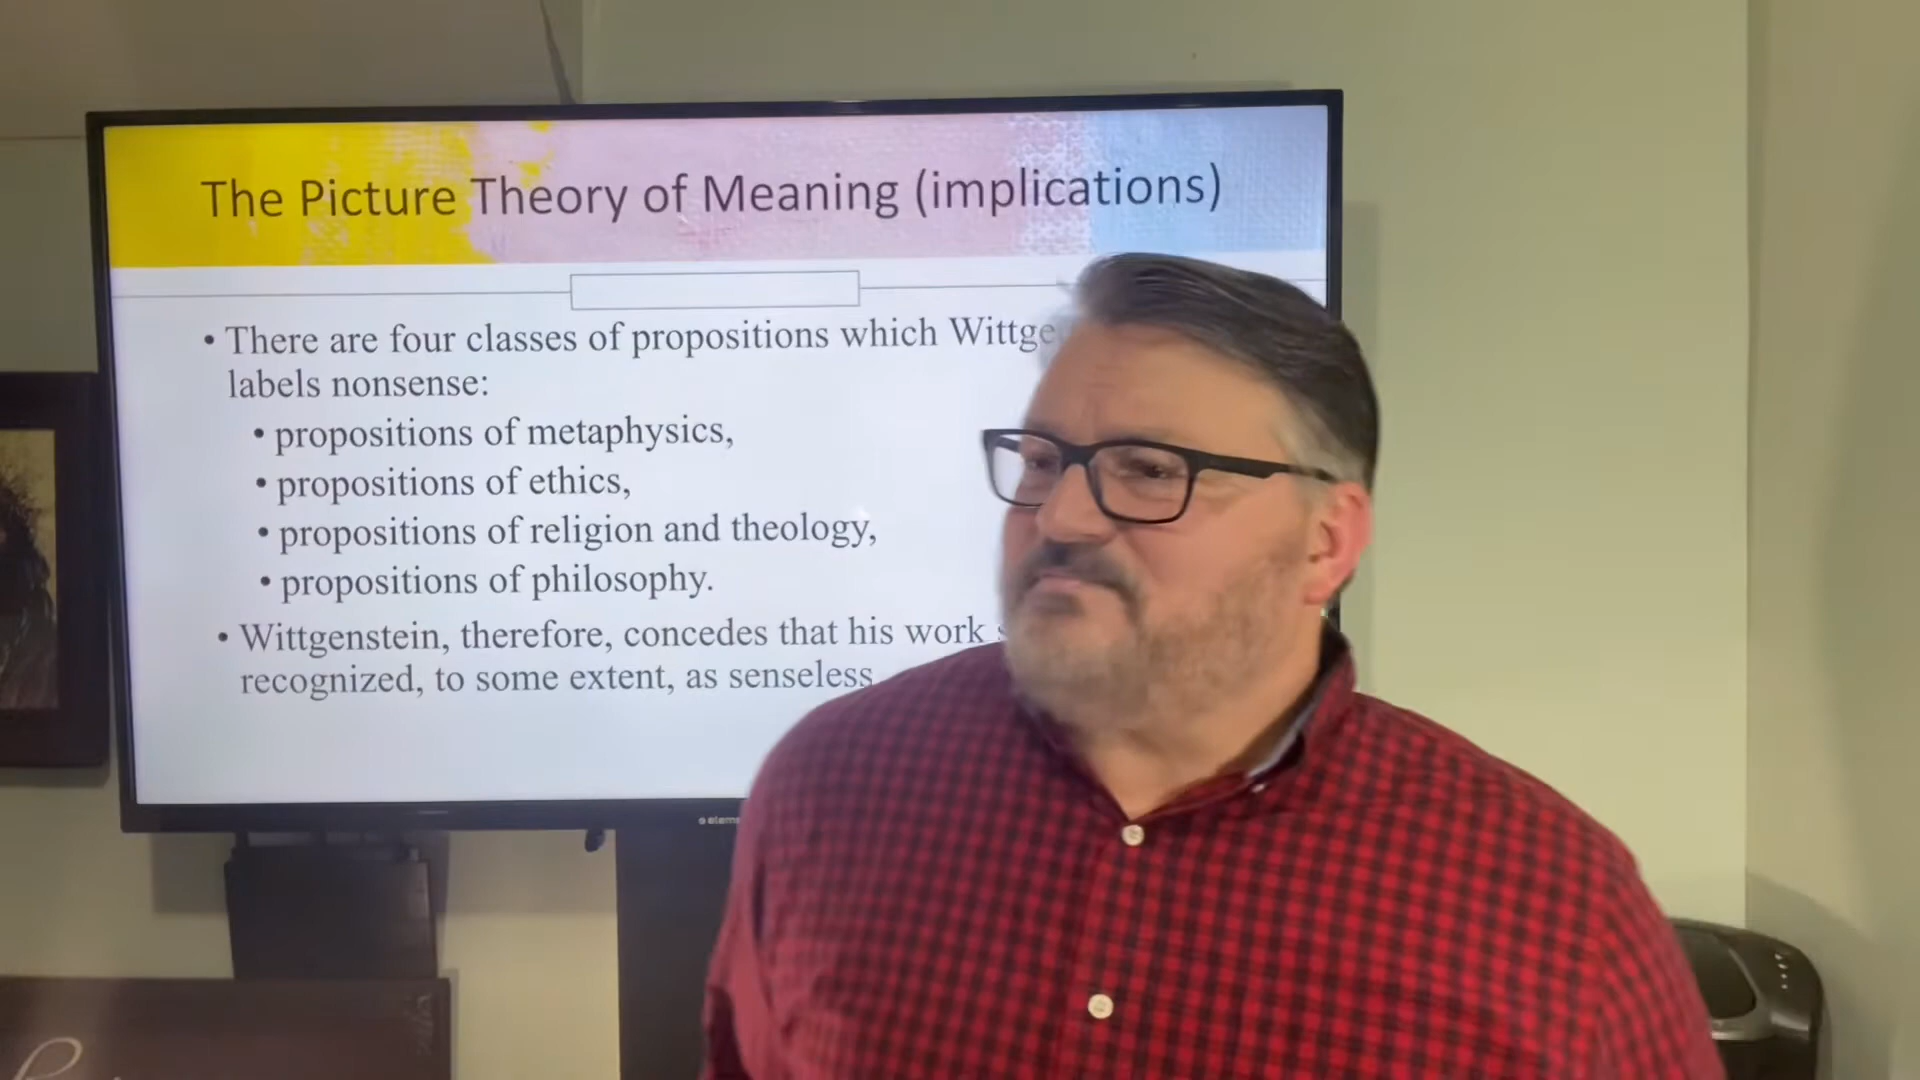 The Picture Theory of Meaning (implications)
• There are four classes of propositions which Wittge
labels nonsense:
• propositions of metaphysics,
• propositions of ethics,
• propositions of religion and theology,
• propositions of philosophy.
• Wittgenstein, therefore, concedes that his work
recognized, to some extent, as senseless
eleme